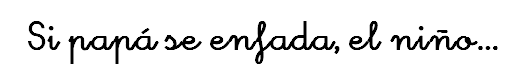 Si papá se enfada, el niño...